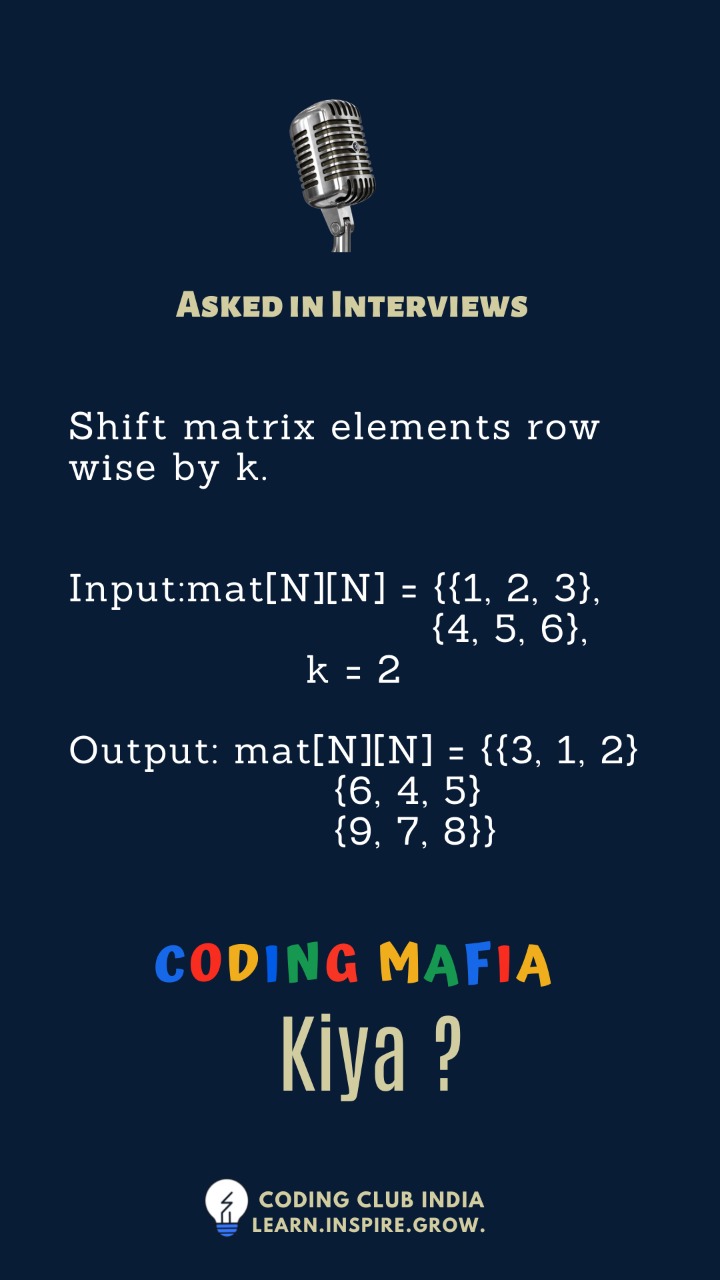 Asked in Interviews
Shift matrix elements row
wise by k.
Input:mat[N][N] = {{1, 2, 3},
{4, 5, 6},
k = 2
Output: mat[N][N] = {{3, 1, 2}
{6, 4, 5}
{9, 7, 8}}
CODING MAFIA
Kiya ?
CODING CLUB INDIA
LEARN.INSPIRE.GROW.